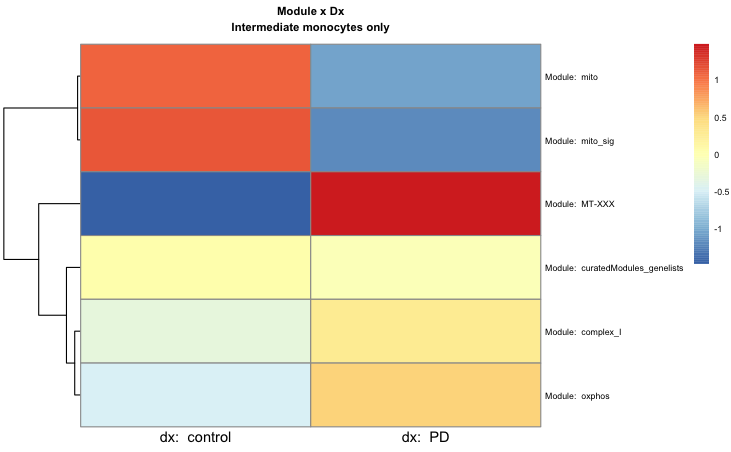 Module x Dx
Intermediate monocytes only
Module: mito
Module: mito_sig
Module: MT-XXX
Module: curatedModules_genelists
Module: complex_I
Module: oxphos
dx: control
dx: PD
1
0.5
0
-0.5
-1